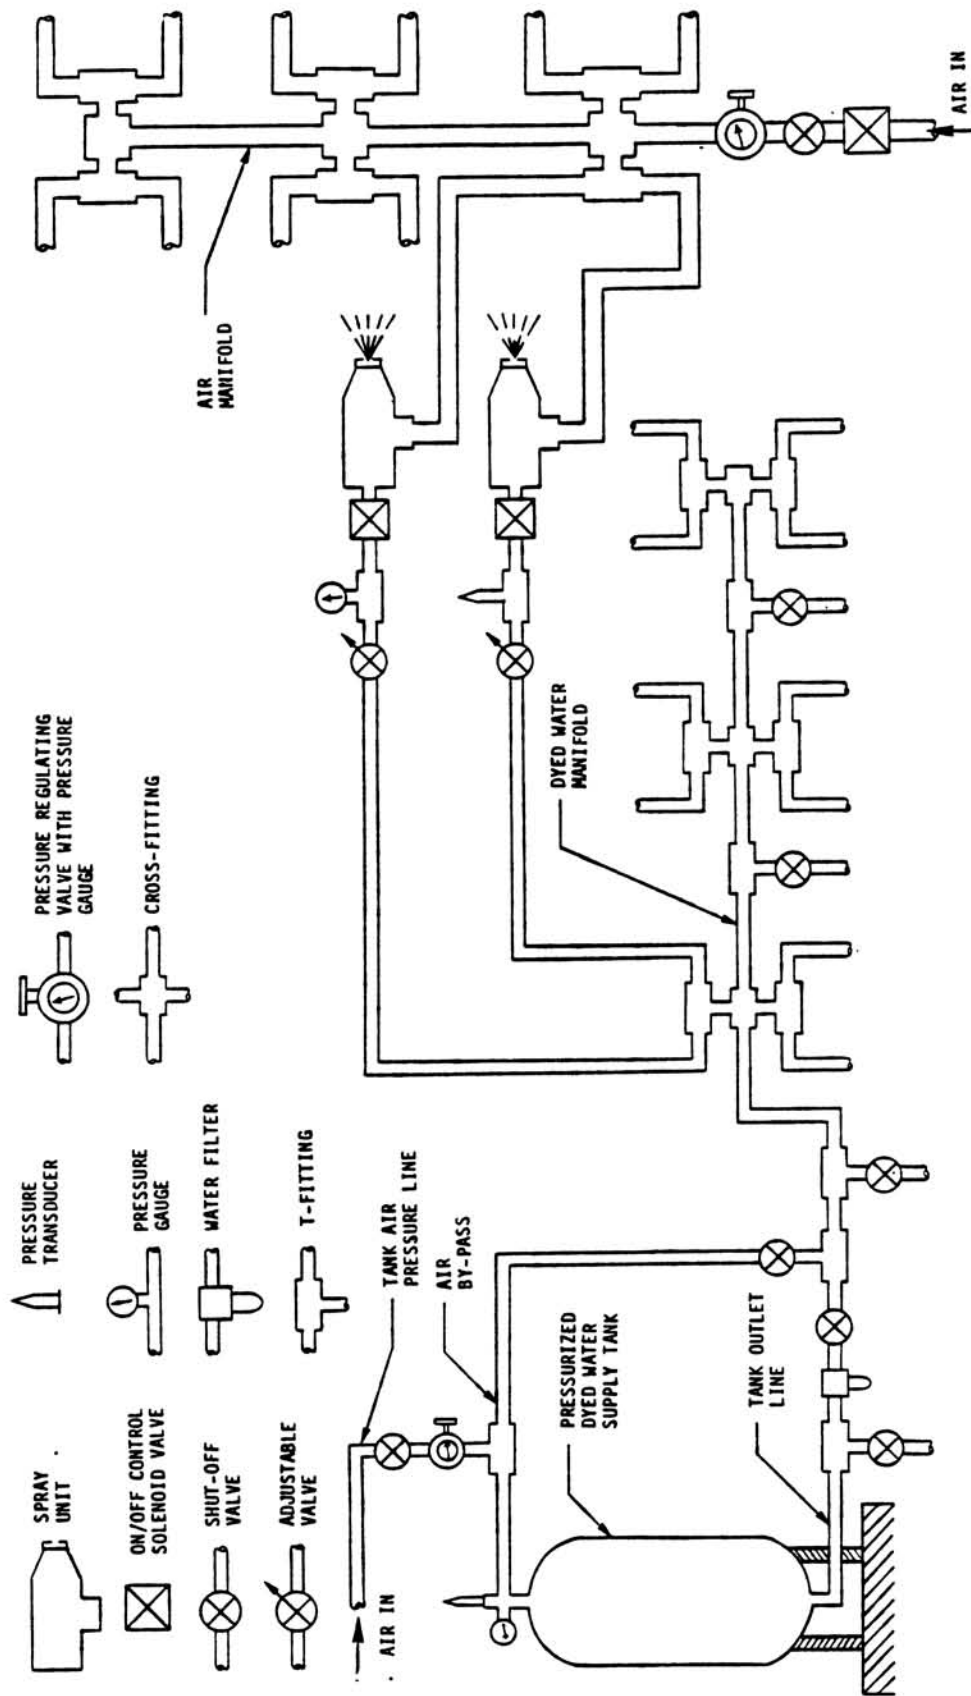 SPRAY
UNIT
ON/OFF CONTROL
SOLENOID VALVE
SHUT-OFF
VALVE
ADJUSTABLE
VALVE
PRESSURE
TRANSDUCER
PRESSURE
GAUGE
WATER FILTER
T-FITTING
PRESSURE REGULATING
VALVE WITH PRESSURE
GAUGE
CROSS-FITTING
AIR IN
TANK AIR
PRESSURE LINE
AIR
BY-PASS
PRESSURIZED
DYED WATER
SUPPLY TANK
TANK OUTLET
LINE
DYED WATER
MANIFOLD
AIR
MANIFOLD
AIR IN